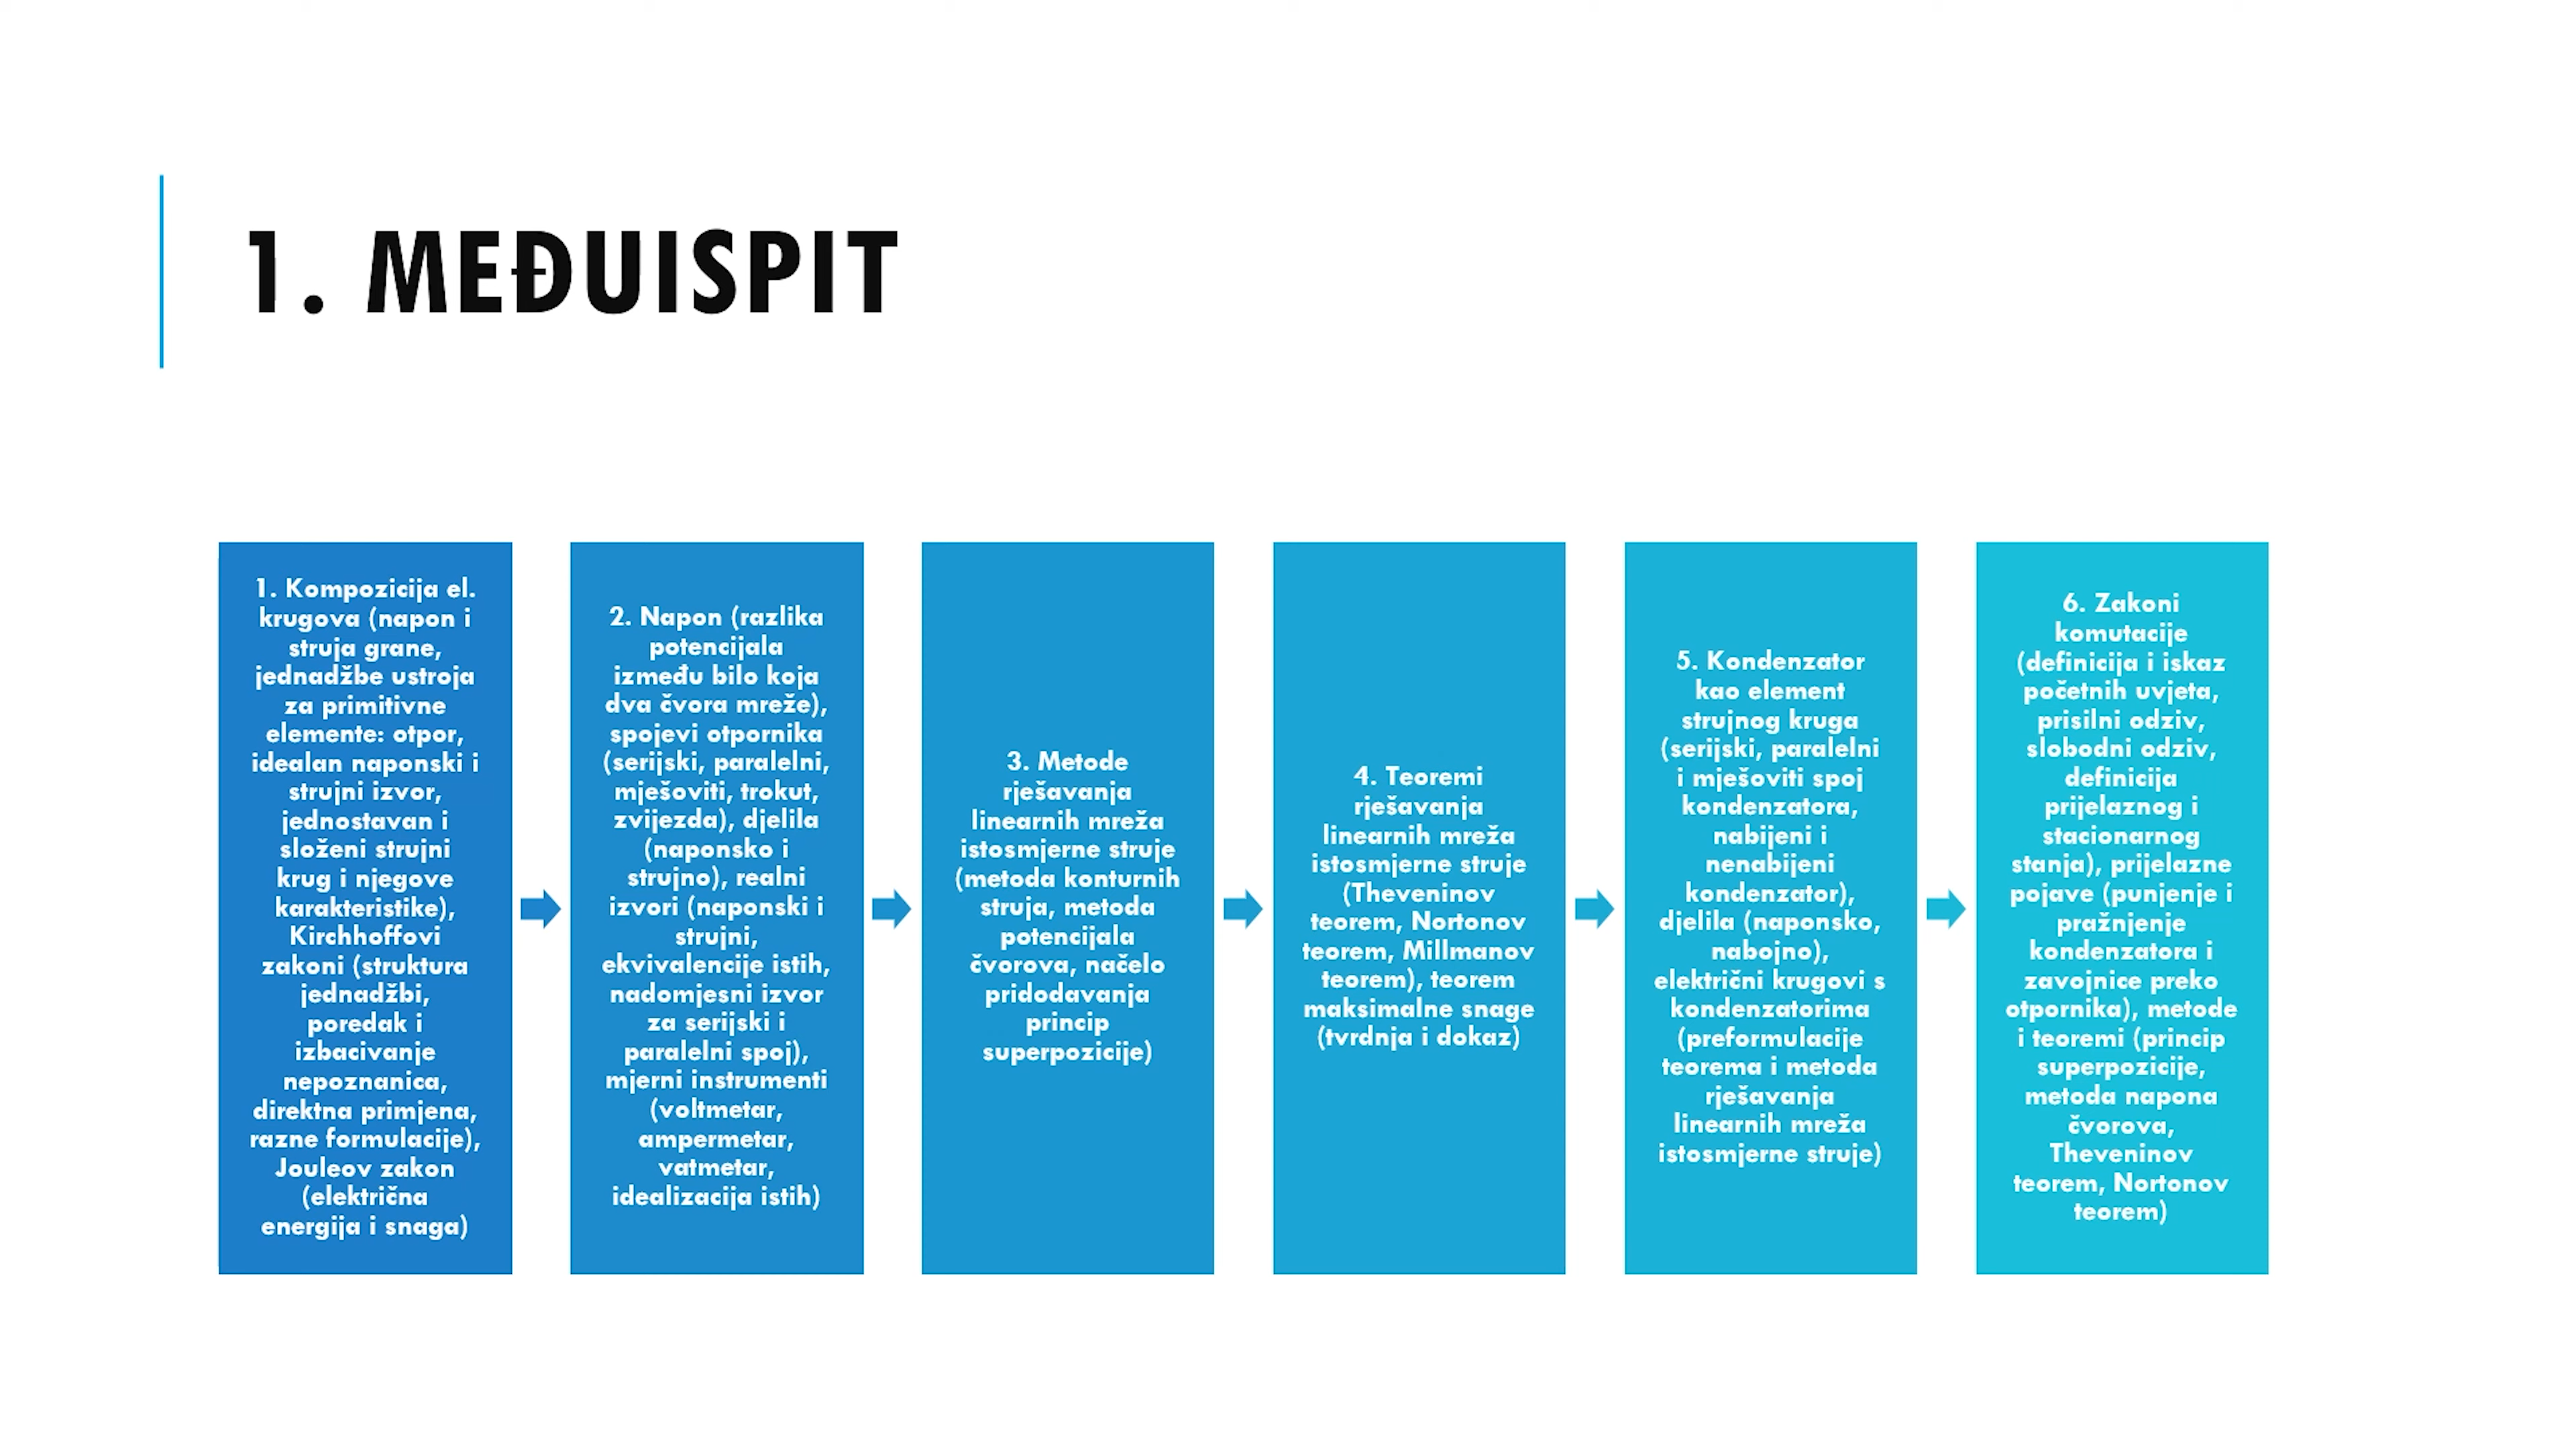 1. MEĐUISPIT
1. Kompozicija el.
krugova (napon i
struja grane,
jednadžbe ustroja
za primitivne
elemente: otpor,
idealan naponski i
strujni izvor,
jednostavan i
složeni strujni
krug i njegove
karakteristike),
Kirchhoffovi
zakoni (struktura
jednadžbi,
poredak i
izbacivanje
nepoznanica,
direktna primjena,
razne formulacije),
Jouleov zakon
(električna
energija i snaga)
2. Napon (razlika
potencijala
između bilo koja
dva čvora mreže),
spojevi otpornika
(serijski, paralelni,
mješoviti, trokut,
zvijezda), djelila
(naponsko i
strujno), realni
izvori (naponski i
strujni,
ekvivalencije istih,
nadomjesni izvor
za serijski i
paralelni spoj),
mjerni instrumenti
(voltmetar,
ampermetar,
vatmetar,
idealizacija istih)
3. Metode
rješavanja
linearnih mreža
istosmjerne struje
(metoda konturnih
struja, metoda
potencijala
čvorova, načelo
pridodavanja
princip
superpozicije)
4. Teoremi
rješavanja
linearnih mreža
istosmjerne struje
(Theveninov
teorem, Nortonov
teorem, Millmanov
teorem), teorem
maksimalne snage
(tvrdnja i dokaz)
5. Kondenzator
kao element
strujnog kruga
(serijski, paralelni
i mješoviti spoj
kondenzatora,
nabijeni i
nenabijeni
kondenzator),
djelila (naponsko,
nabojno),
električni krugovi s
kondenzatorima
(preformulacije
teorema i metoda
rješavanja
linearnih mreža
istosmjerne struje)
6. Zakoni
komutacije
(definicija i iskaz
početnih uvjeta,
prisilni odziv,
slobodni odziv,
definicija
prijelaznog i
stacionarnog
stanja), prijelazne
pojave (punjenje i
pražnjenje
kondenzatora i
zavojnice preko
otpornika), metode
i teoremi (princip
superpozicije,
metoda napona
čvorova,
Theveninov
teorem, Nortonov
teorem)